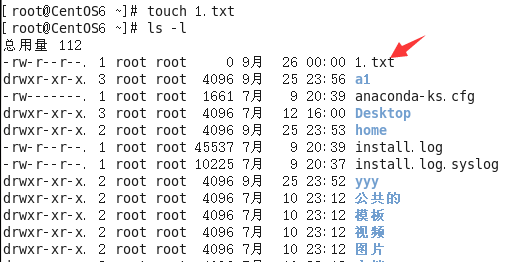 [root@CentOS6 ~]# touch 1.txt
[root@CentOS6 ~]# ls -l
总用量 112
-rw-r--r--. 1 root root     0 9月  26 00:00 1.txt
drwxr-xr-x. 3 root root  4096 9月  25 23:56 a1
-rw-------. 1 root root  1661 7月   9 20:39 anaconda-ks.cfg
drwxr-xr-x. 3 root root  4096 7月  12 16:00 Desktop
drwxr-xr-x. 2 root root  4096 9月  25 23:53 home
-rw-r--r--. 1 root root 45537 7月   9 20:39 install.log
-rw-r--r--. 1 root root 10225 7月   9 20:37 install.log.syslog
drwxr-xr-x. 2 root root  4096 9月  25 23:52 yyy
drwxr-xr-x. 2 root root  4096 7月  10 23:12 公共的
drwxr-xr-x. 2 root root  4096 7月  10 23:12 模板
drwxr-xr-x. 2 root root  4096 7月  10 23:12 视频
drwxr-xr-x. 2 root root  4096 7月  10 23:12 图片